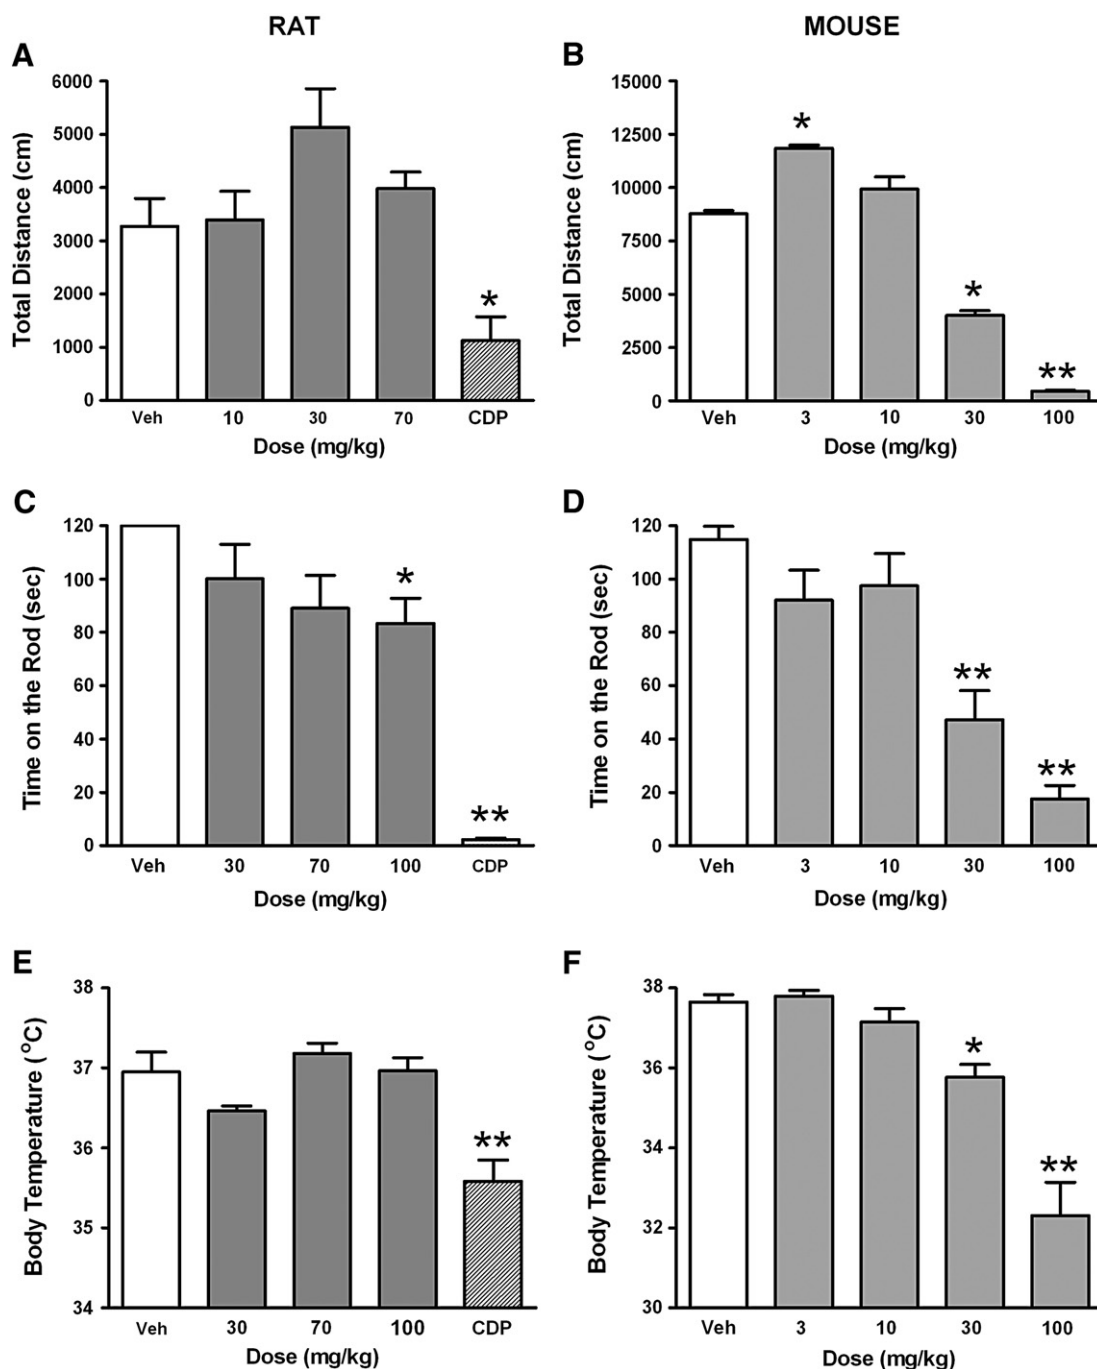 RAT
MOUSE
A
Total Distance (cm)
6000
5000
4000
3000
2000
1000
0
*
Veh 10 30 70 CDP
Dose (mg/kg)
B
Total Distance (cm)
15000
12500
10000
7500
5000
2500
0
*
*
**
Veh 3 10 30 100
Dose (mg/kg)
C
Time on the Rod (sec)
120
100
80
60
40
20
0
*
**
Veh 30 70 100 CDP
Dose (mg/kg)
D
Time on the Rod (sec)
120
100
80
60
40
20
0
**
**
Veh 3 10 30 100
Dose (mg/kg)
E
Body Temperature (°C)
38
37
36
35
34
**
Veh 30 70 100 CDP
Dose (mg/kg)
F
Body Temperature (°C)
38
36
34
32
30
*
**
Veh 3 10 30 100
Dose (mg/kg)